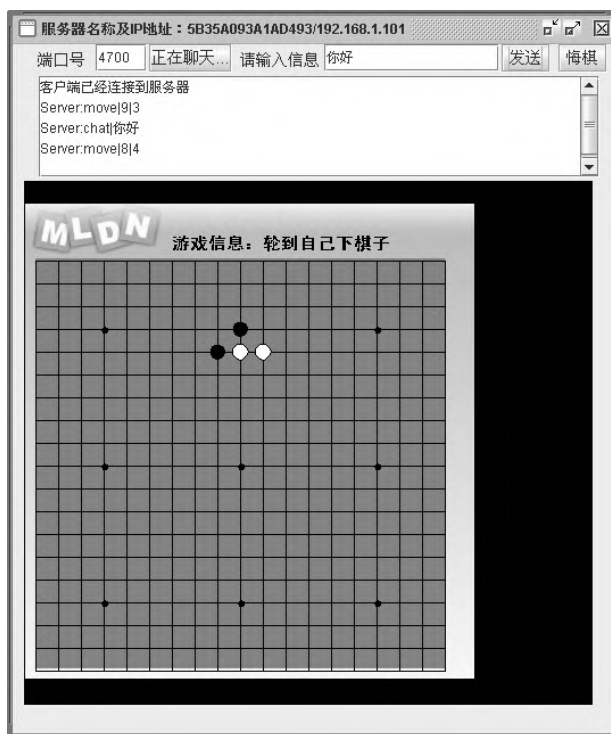 服务器名称及IP地址：5B35A093A1AD493/192.168.1.101
端口号 4700 正在聊天... 请输入信息 你好 发送 悔棋
客户端已经连接到服务器
Server:move|9|3
Server:chat|你好
Server:move|8|4
MLDN 游戏信息：轮到自己下棋子